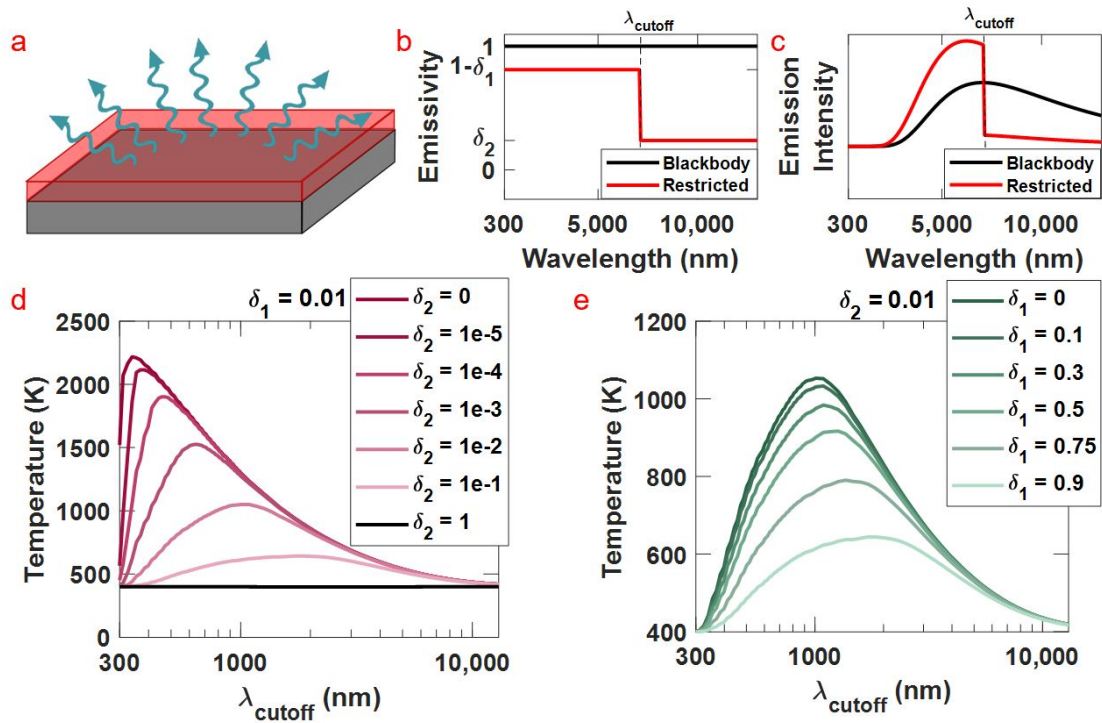 a
b
λcutoff
1
1-δ1
δ2
0
Emissivity
Blackbody
Restricted
300
5,000
10,000
Wavelength (nm)
c
λcutoff
Emission
Intensity
Blackbody
Restricted
300
5,000
10,000
Wavelength (nm)
d
δ1 = 0.01
δ2 = 0
δ2 = 1e-5
δ2 = 1e-4
δ2 = 1e-3
δ2 = 1e-2
δ2 = 1e-1
δ2 = 1
2500
2000
1500
1000
500
0
Temperature (K)
300
1000
10,000
λcutoff (nm)
e
δ2 = 0.01
δ1 = 0
δ1 = 0.1
δ1 = 0.3
δ1 = 0.5
δ1 = 0.75
δ1 = 0.9
1200
1000
800
600
400
Temperature (K)
300
1000
10,000
λcutoff (nm)